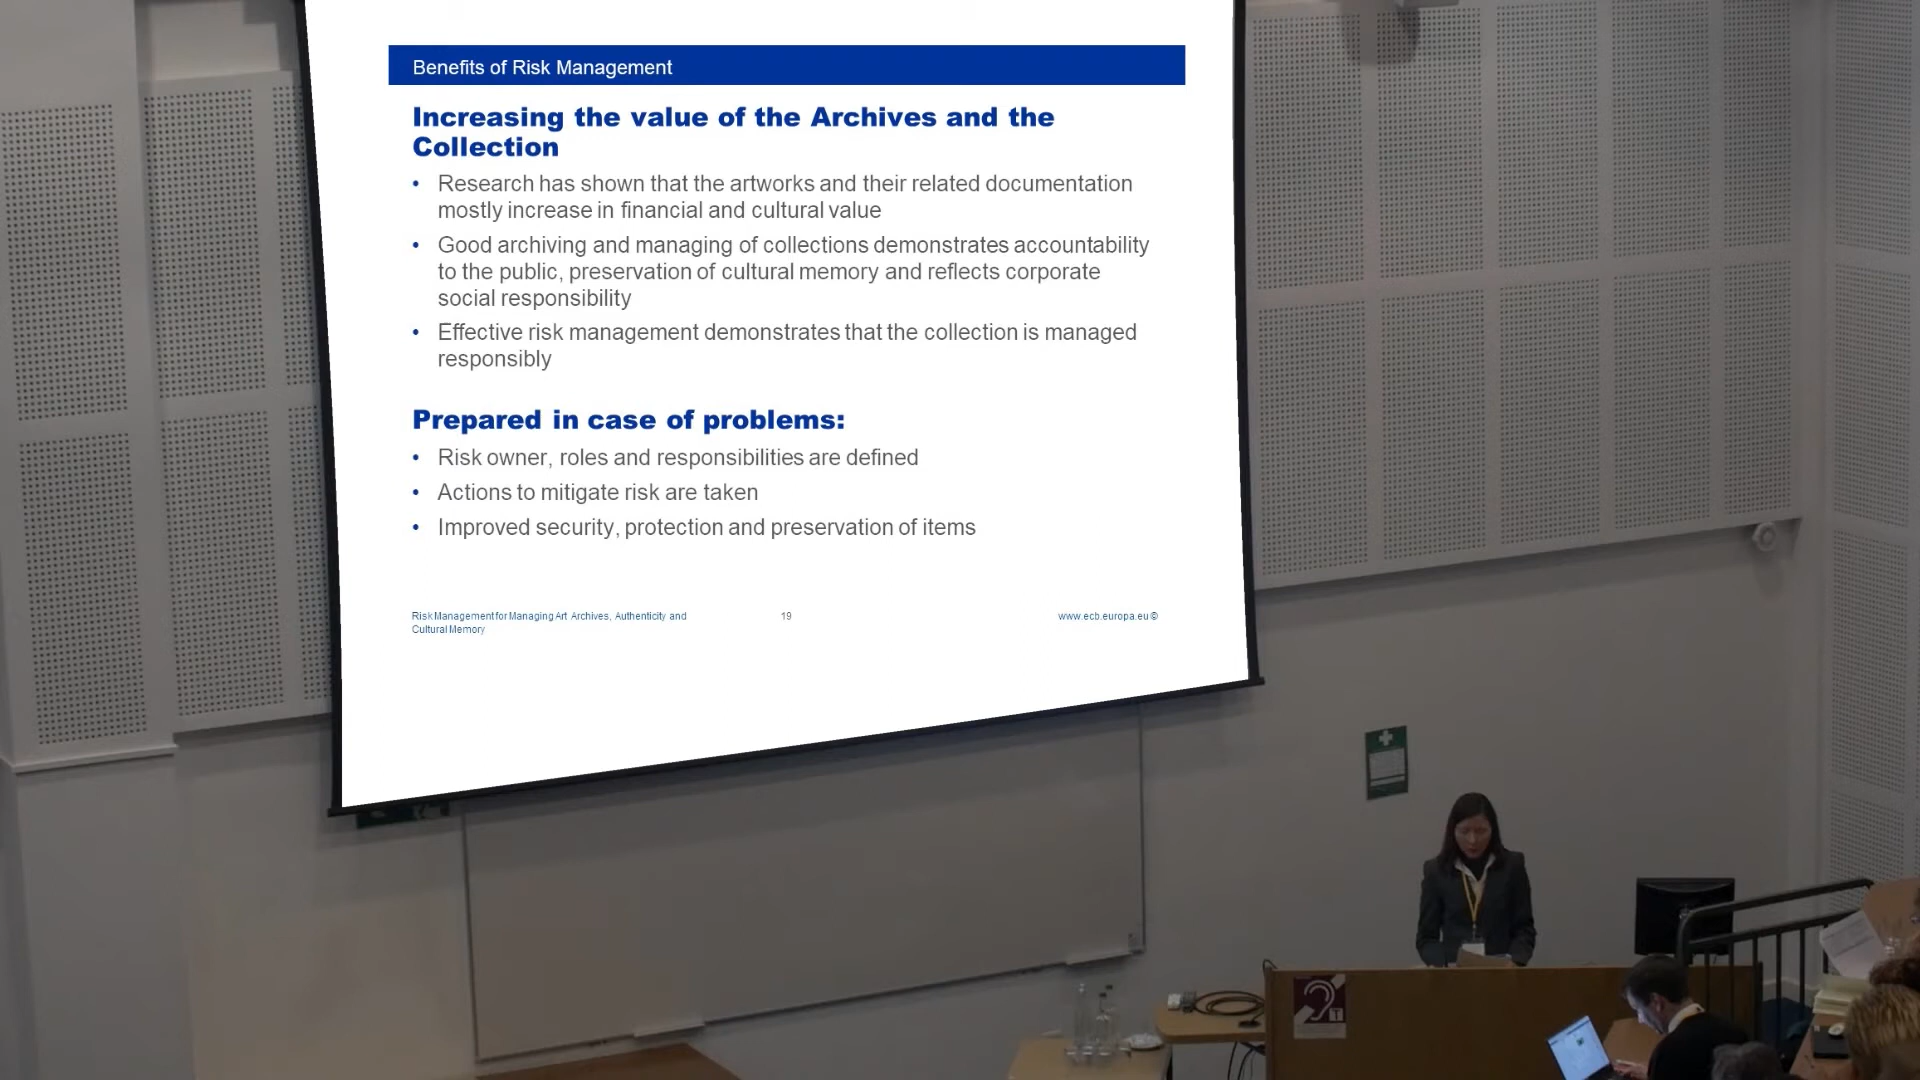 Benefits of Risk Management
Increasing the value of the Archives and the
Collection
• Research has shown that the artworks and their related documentation
mostly increase in financial and cultural value
• Good archiving and managing of collections demonstrates accountability
to the public, preservation of cultural memory and reflects corporate
social responsibility
• Effective risk management demonstrates that the collection is managed
responsibly
Prepared in case of problems:
• Risk owner, roles and responsibilities are defined
• Actions to mitigate risk are taken
• Improved security, protection and preservation of items
Risk Management for Managing Art Archives, Authenticity and
Cultural Memory
19
www.ecb.europa.eu ©
T